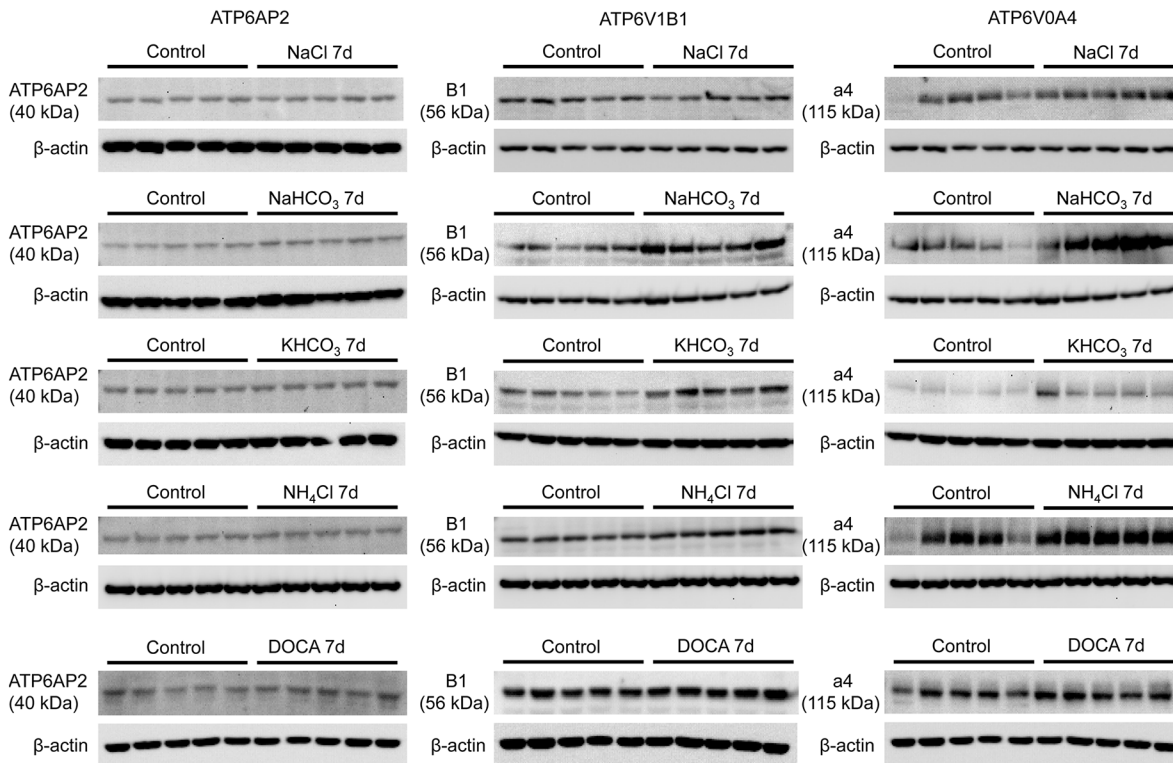 ATP6AP2 ATP6V1B1 ATP6V0A4
Control NaCl 7d Control NaCl 7d Control NaCl 7d
ATP6AP2 B1 a4
(40 kDa) (56 kDa) (115 kDa)
β-actin β-actin β-actin
Control NaHCO₃ 7d Control NaHCO₃ 7d Control NaHCO₃ 7d
ATP6AP2 B1 a4
(40 kDa) (56 kDa) (115 kDa)
β-actin β-actin β-actin
Control KHCO₃ 7d Control KHCO₃ 7d Control KHCO₃ 7d
ATP6AP2 B1 a4
(40 kDa) (56 kDa) (115 kDa)
β-actin β-actin β-actin
Control NH₄Cl 7d Control NH₄Cl 7d Control NH₄Cl 7d
ATP6AP2 B1 a4
(40 kDa) (56 kDa) (115 kDa)
β-actin β-actin β-actin
Control DOCA 7d Control DOCA 7d Control DOCA 7d
ATP6AP2 B1 a4
(40 kDa) (56 kDa) (115 kDa)
β-actin β-actin β-actin